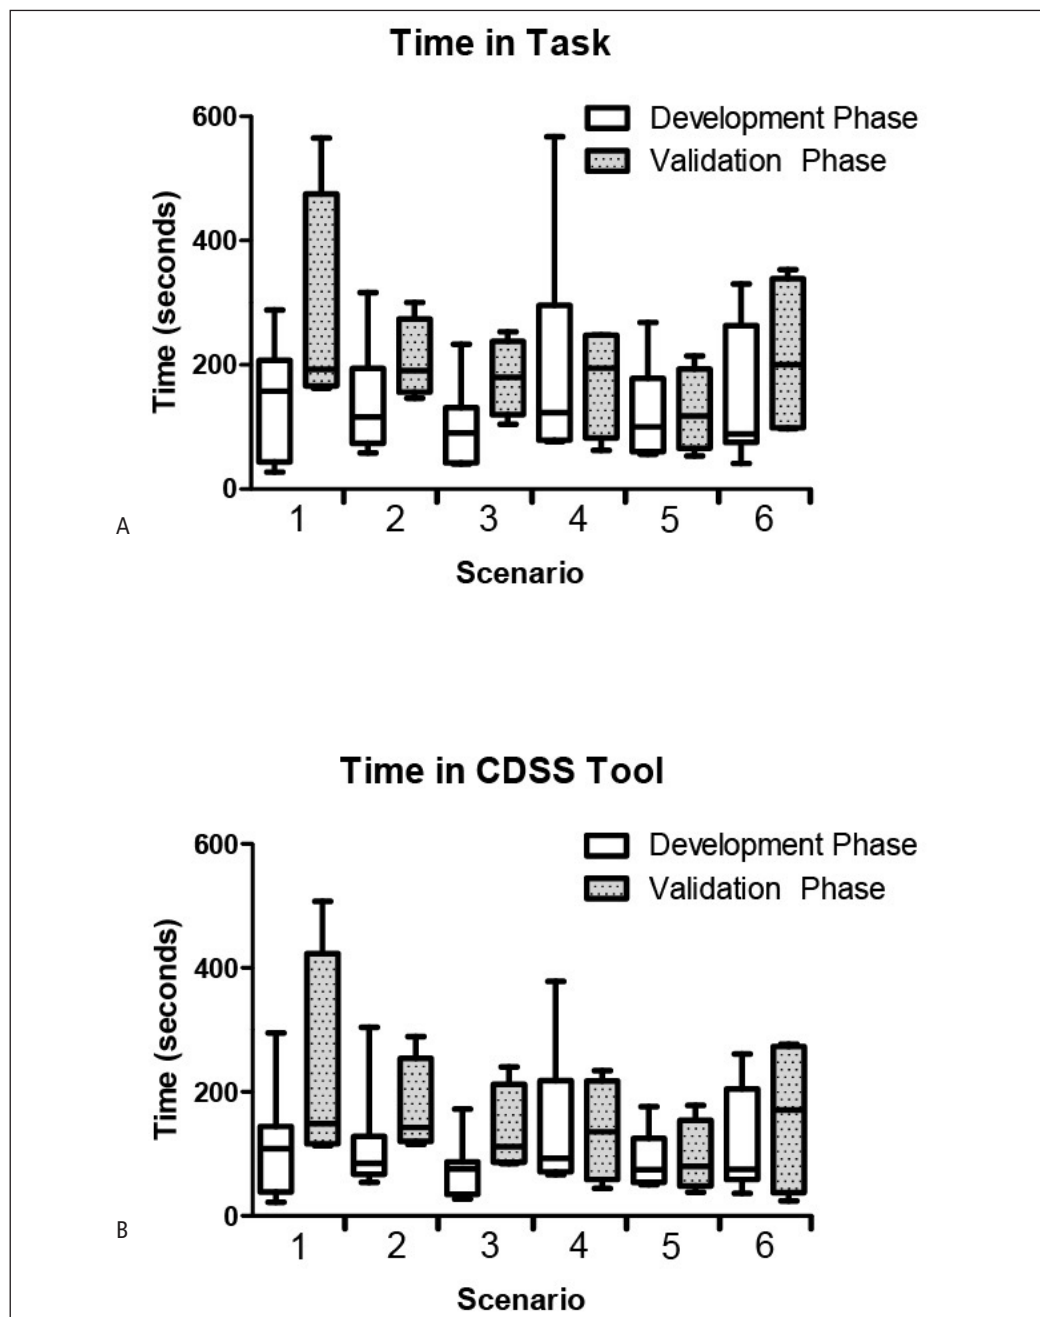 Time in Task
Development Phase
Validation Phase
600
400
200
0
Time (seconds)
1 2 3 4 5 6
A
Scenario
Time in CDSS Tool
Development Phase
Validation Phase
600
400
200
0
Time (seconds)
1 2 3 4 5 6
B
Scenario